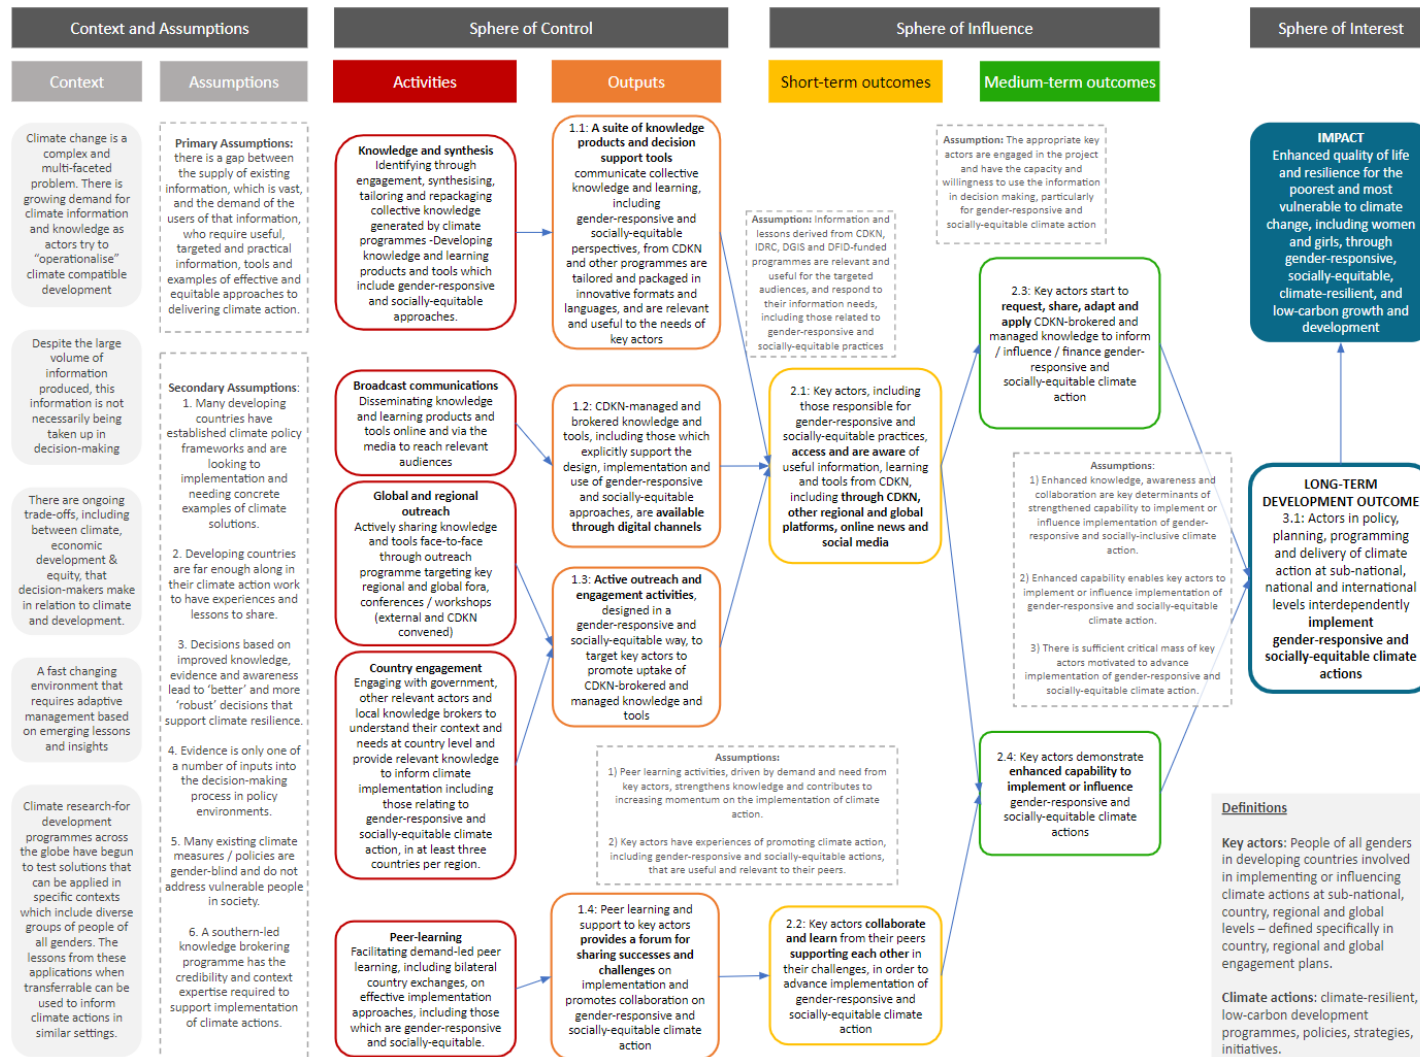 Context and Assumptions
Sphere of Control
Sphere of Influence
Sphere of Interest
Context
Assumptions
Activities
Outputs
Short-term outcomes
Medium-term outcomes
Climate change is a
complex and
multi-faceted
problem. There is
growing demand for
climate information
and knowledge as
actors try to
“operationalise”
climate compatible
development
Despite the large
volume of
information
produced, this
information is not
necessarily being
taken up in
decision-making
There are ongoing
trade-offs, including
between climate,
economic
development &
equity, that
decision-makers make
in relation to climate
and development.
A fast changing
environment that
requires adaptive
management based
on emerging lessons
and insights
Climate research-for
development
programmes across
the globe have begun
to test solutions that
can be applied in
specific contexts
which include diverse
groups of people of
all genders. The
lessons from these
applications when
transferrable can be
used to inform
climate actions in
similar settings.
Primary Assumptions:
there is a gap between
the supply of existing
information, which is vast,
and the demand of the
users of that information,
who require useful,
targeted and practical
information, tools and
examples of effective and
equitable approaches to
delivering climate action.
Secondary Assumptions:
1. Many developing
countries have
established climate policy
frameworks and are
looking to
implementation and
needing concrete
examples of climate
solutions.
2. Developing countries
are far enough along in
their climate action work
to have experiences and
lessons to share.
3. Decisions based on
improved knowledge,
evidence and awareness
lead to ‘better’ and more
‘robust’ decisions that
support climate resilience.
4. Evidence is only one of
a number of inputs into
the decision-making
process in policy
environments.
5. Many existing climate
measures / policies are
gender-blind and do not
address vulnerable people
in society.
6. A southern-led
knowledge brokering
programme has the
credibility and context
expertise required to
support implementation
of climate actions.
Knowledge and synthesis
Identifying through
engagement, synthesising,
tailoring and repackaging
collective knowledge
generated by climate
programmes -Developing
knowledge and learning
products and tools which
include gender-responsive
and socially-equitable
approaches.
Broadcast communications
Disseminating knowledge
and learning products and
tools online and via the
media to reach relevant
audiences
Global and regional
outreach
Actively sharing knowledge
and tools face-to-face
through outreach
programme targeting key
regional and global fora,
conferences / workshops
(external and CDKN
convened)
Country engagement
Engaging with government,
other relevant actors and
local knowledge brokers to
understand their context and
needs at country level and
provide relevant knowledge
to inform climate
implementation including
those relating to
gender-responsive and
socially-equitable climate
action, in at least three
countries per region.
Peer-learning
Facilitating demand-led peer
learning, including bilateral
country exchanges, on
effective implementation
approaches, including those
which are gender-responsive
and socially-equitable.
1.1: A suite of knowledge
products and decision
support tools
communicate collective
knowledge and learning,
including
gender-responsive and
socially-equitable
perspectives, from CDKN
and other programmes are
tailored and packaged in
innovative formats and
languages, and are relevant
and useful to the needs of
key actors
1.2: CDKN-managed and
brokered knowledge and
tools, including those which
explicitly support the
design, implementation and
use of gender-responsive
and socially-equitable
approaches, are available
through digital channels
1.3: Active outreach and
engagement activities,
designed in a
gender-responsive and
socially-equitable way, to
target key actors to
promote uptake of
CDKN-brokered and
managed knowledge and
tools
Assumptions:
1) Peer learning activities, driven by demand and need from
key actors, strengthens knowledge and contributes to
increasing momentum on the implementation of climate
action.
2) Key actors have experiences of promoting climate action,
including gender-responsive and socially-equitable actions,
that are useful and relevant to their peers.
1.4: Peer learning and
support to key actors
provides a forum for
sharing successes and
challenges on
implementation and
promotes collaboration on
gender-responsive and
socially-equitable climate
action
Assumption: Information and
lessons derived from CDKN,
IDRC, DGIS and DFID-funded
programmes are relevant and
useful for the targeted
audiences, and respond to
their information needs,
including those related to
gender-responsive and
socially-equitable practices
2.1: Key actors, including
those responsible for
gender-responsive and
socially-equitable practices,
access and are aware of
useful information, learning
and tools from CDKN,
including through CDKN,
other regional and global
platforms, online news and
social media
2.2: Key actors collaborate
and learn from their peers
supporting each other in
their challenges, in order to
advance implementation of
gender-responsive and
socially-equitable climate
action
Assumption: The appropriate key
actors are engaged in the project
and have the capacity and
willingness to use the information
in decision making, particularly
for gender-responsive and
socially-equitable climate action
2.3: Key actors start to
request, share, adapt and
apply CDKN-brokered and
managed knowledge to inform
/ influence / finance gender-
responsive and
socially-equitable climate
action
Assumptions:
1) Enhanced knowledge, awareness and
collaboration are key determinants of
strengthened capability to implement or
influence implementation of gender-
responsive and socially-inclusive climate
action.
2) Enhanced capability enables key actors to
implement or influence implementation of
gender-responsive and socially-equitable
climate action.
3) There is sufficient critical mass of key
actors motivated to advance
implementation of gender-responsive and
socially-equitable climate action.
2.4: Key actors demonstrate
enhanced capability to
implement or influence
gender-responsive and
socially-equitable climate
actions
IMPACT
Enhanced quality of life
and resilience for the
poorest and most
vulnerable to climate
change, including women
and girls, through
gender-responsive,
socially-equitable,
climate-resilient, and
low-carbon growth and
development
LONG-TERM
DEVELOPMENT OUTCOME
3.1: Actors in policy,
planning, programming
and delivery of climate
action at sub-national,
national and international
levels interdependently
implement
gender-responsive and
socially-equitable climate
actions
Definitions
Key actors: People of all genders
in developing countries involved
in implementing or influencing
climate actions at sub-national,
country, regional and global
levels – defined specifically in
country, regional and global
engagement plans.
Climate actions: climate-resilient,
low-carbon development
programmes, policies, strategies,
initiatives.